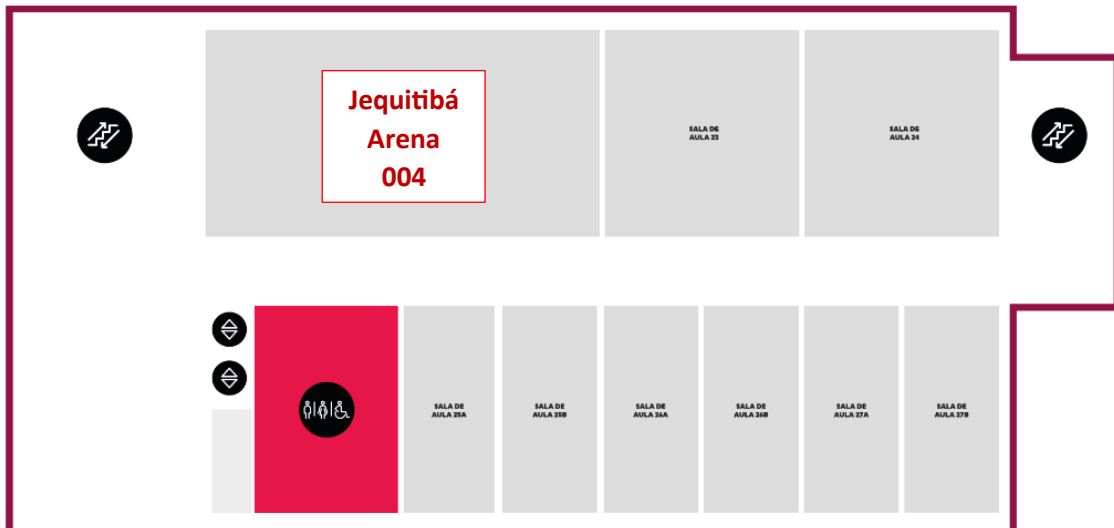 Jequitibá
Arena
004
SALA DE
AULA 23
SALA DE
AULA 24
SALA DE
AULA 25A
SALA DE
AULA 25B
SALA DE
AULA 26A
SALA DE
AULA 26B
SALA DE
AULA 27A
SALA DE
AULA 27B